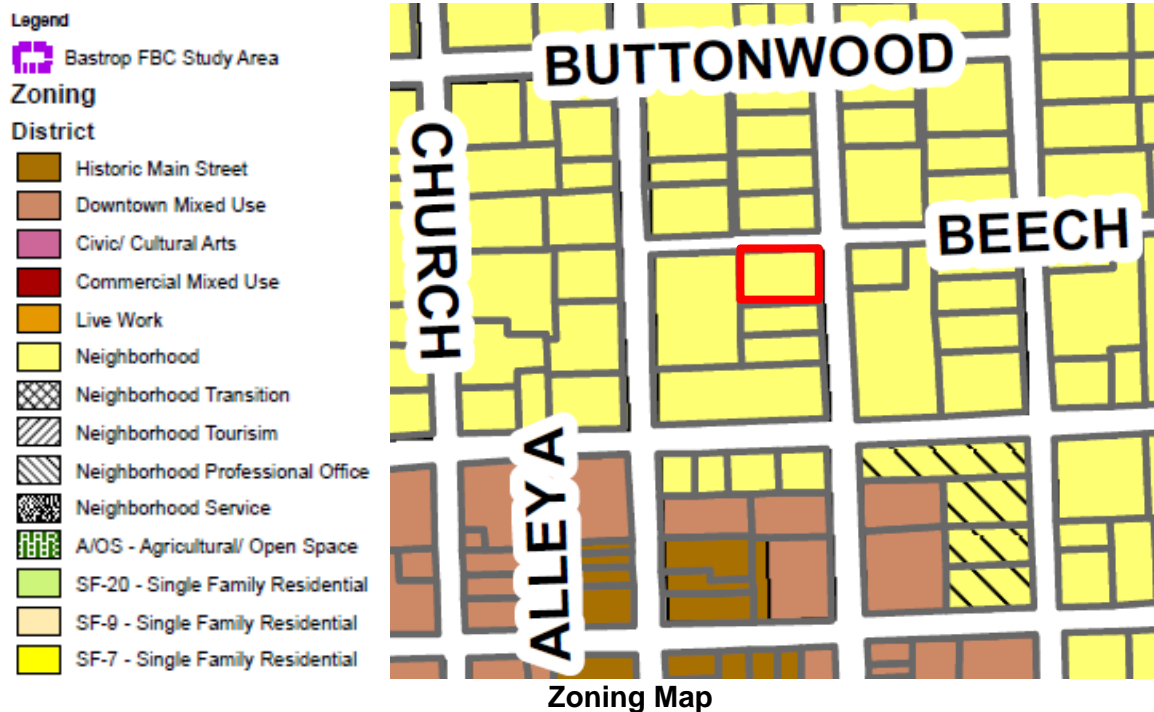 Legend
Bastrop FBC Study Area
Zoning
District
Historic Main Street
Downtown Mixed Use
Civic/ Cultural Arts
Commercial Mixed Use
Live Work
Neighborhood
Neighborhood Transition
Neighborhood Tourisim
Neighborhood Professional Office
Neighborhood Service
A/OS - Agricultural/ Open Space
SF-20 - Single Family Residential
SF-9 - Single Family Residential
SF-7 - Single Family Residential
BUTTONWOOD
CHURCH
BEECH
ALLEY A
Zoning Map